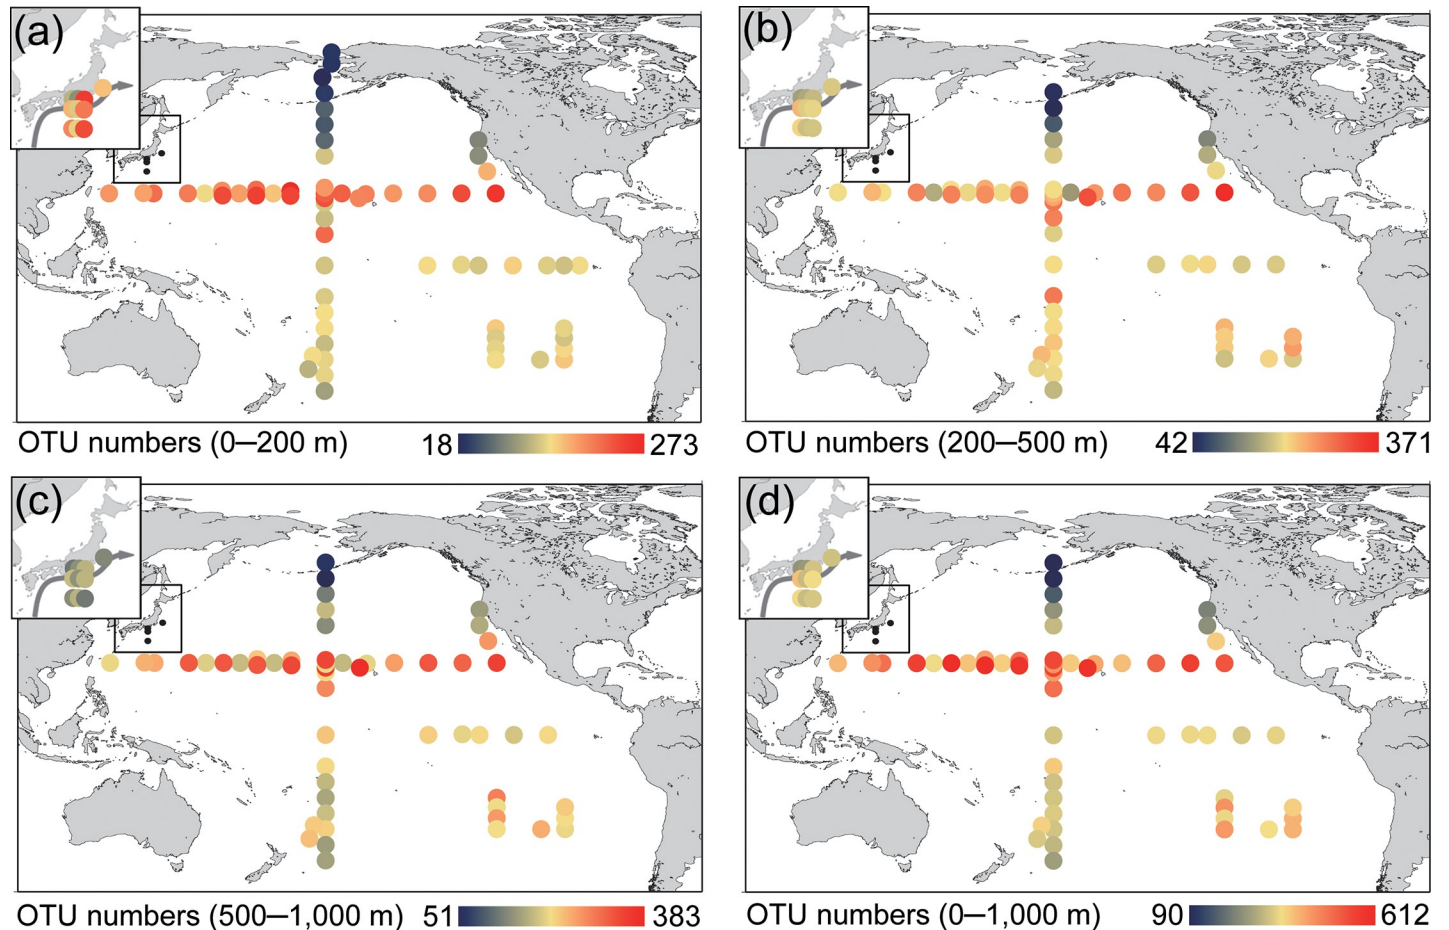 (a)
(b)
OTU numbers (0—200 m) 18 273
OTU numbers (200—500 m) 42 371
(c)
(d)
OTU numbers (500—1,000 m) 51 383
OTU numbers (0—1,000 m) 90 612